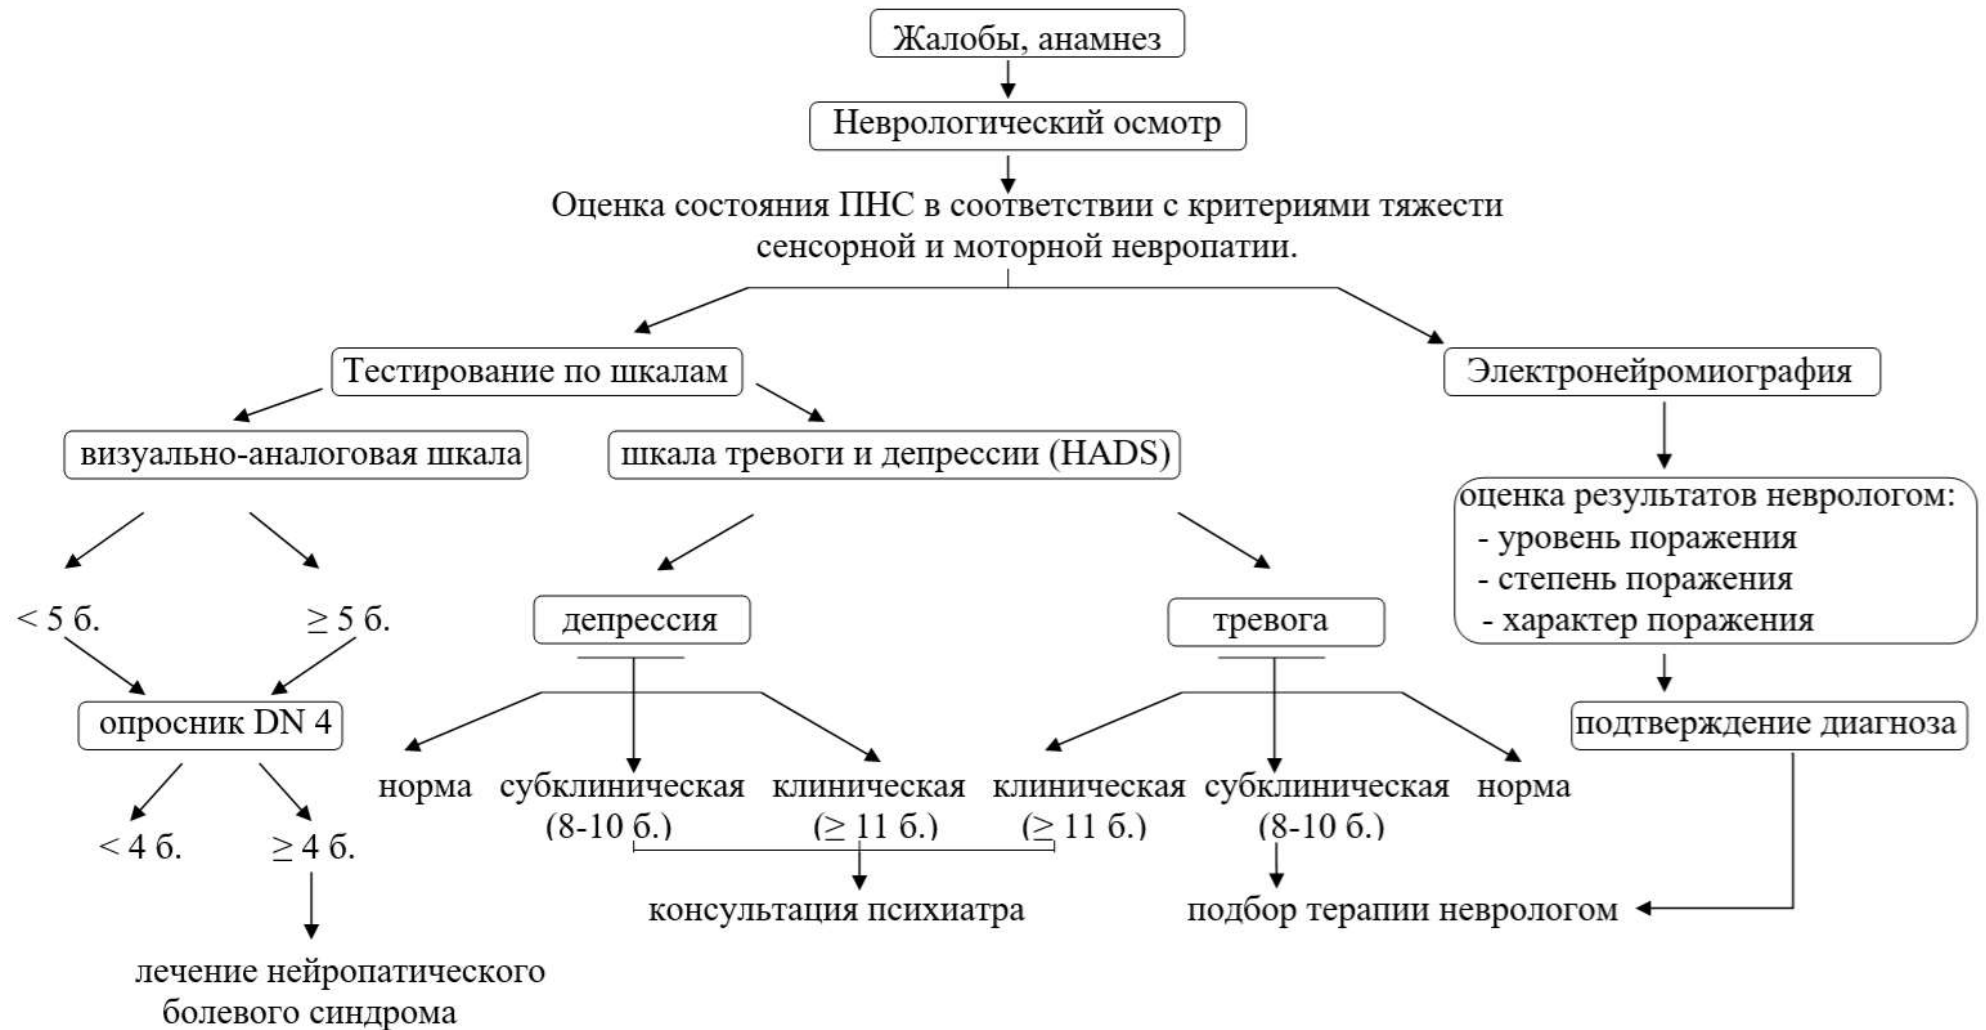 Жалобы, анамнез
Неврологический осмотр
Оценка состояния ПНС в соответствии с критериями тяжести
сенсорной и моторной невропатии.
Тестирование по шкалам
Электронейромиография
визуально-аналоговая шкала
шкала тревоги и депрессии (HADS)
оценка результатов неврологом:
- уровень поражения
- степень поражения
- характер поражения
< 5 б.
≥ 5 б.
депрессия
тревога
опросник DN 4
подтверждение диагноза
норма
субклиническая
(8-10 б.)
клиническая
(≥ 11 б.)
клиническая
(≥ 11 б.)
субклиническая
(8-10 б.)
норма
< 4 б.
≥ 4 б.
консультация психиатра
подбор терапии неврологом
лечение нейропатического
болевого синдрома